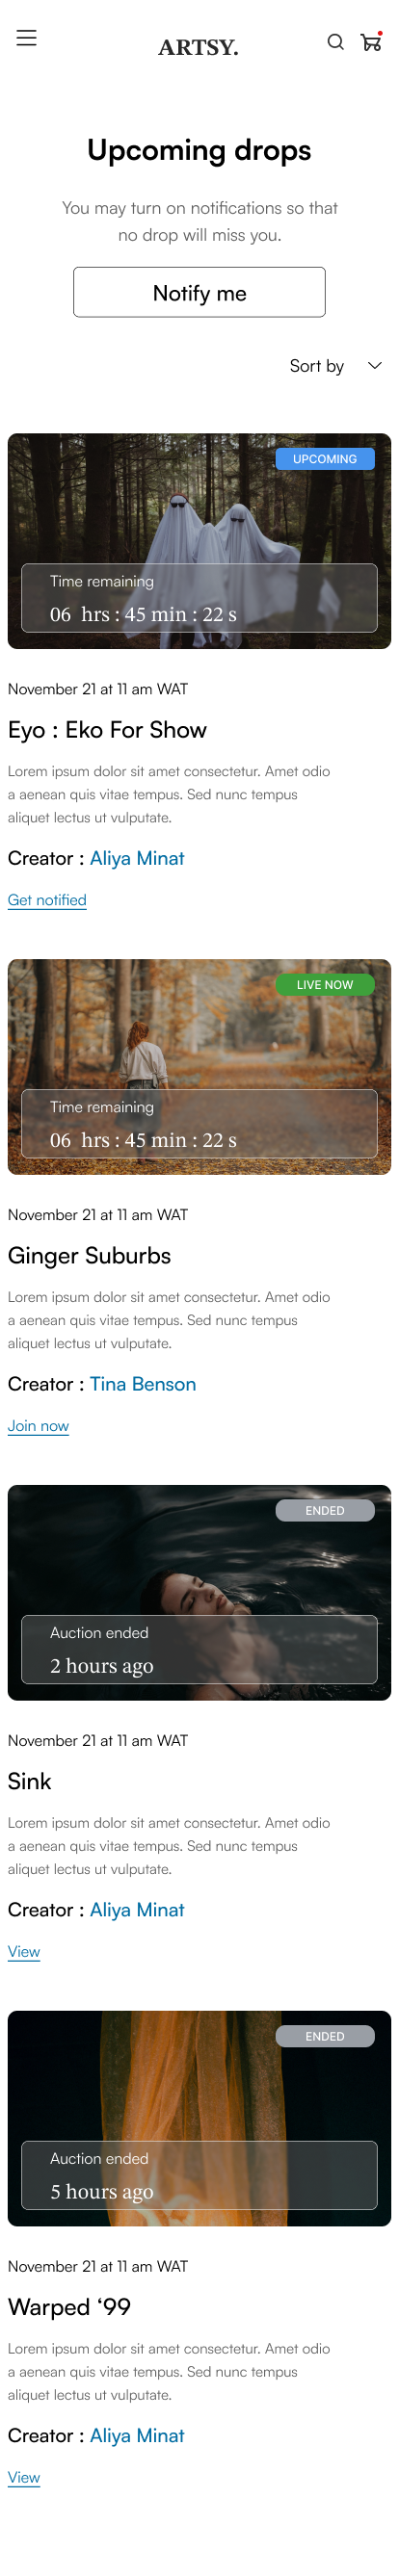 ARTSY.
Upcoming drops
You may turn on notifications so that
no drop will miss you.
Notify me
Sort by
UPCOMING
Time remaining
06 hrs : 45 min : 22 s
November 21 at 11 am WAT
Eyo : Eko For Show
Lorem ipsum dolor sit amet consectetur. Amet odio
a aenean quis vitae tempus. Sed nunc tempus
aliquet lectus ut vulputate.
Creator : Aliya Minat
Get notified
LIVE NOW
Time remaining
06 hrs : 45 min : 22 s
November 21 at 11 am WAT
Ginger Suburbs
Lorem ipsum dolor sit amet consectetur. Amet odio
a aenean quis vitae tempus. Sed nunc tempus
aliquet lectus ut vulputate.
Creator : Tina Benson
Join now
ENDED
Auction ended
2 hours ago
November 21 at 11 am WAT
Sink
Lorem ipsum dolor sit amet consectetur. Amet odio
a aenean quis vitae tempus. Sed nunc tempus
aliquet lectus ut vulputate.
Creator : Aliya Minat
View
ENDED
Auction ended
5 hours ago
November 21 at 11 am WAT
Warped ‘99
Lorem ipsum dolor sit amet consectetur. Amet odio
a aenean quis vitae tempus. Sed nunc tempus
aliquet lectus ut vulputate.
Creator : Aliya Minat
View